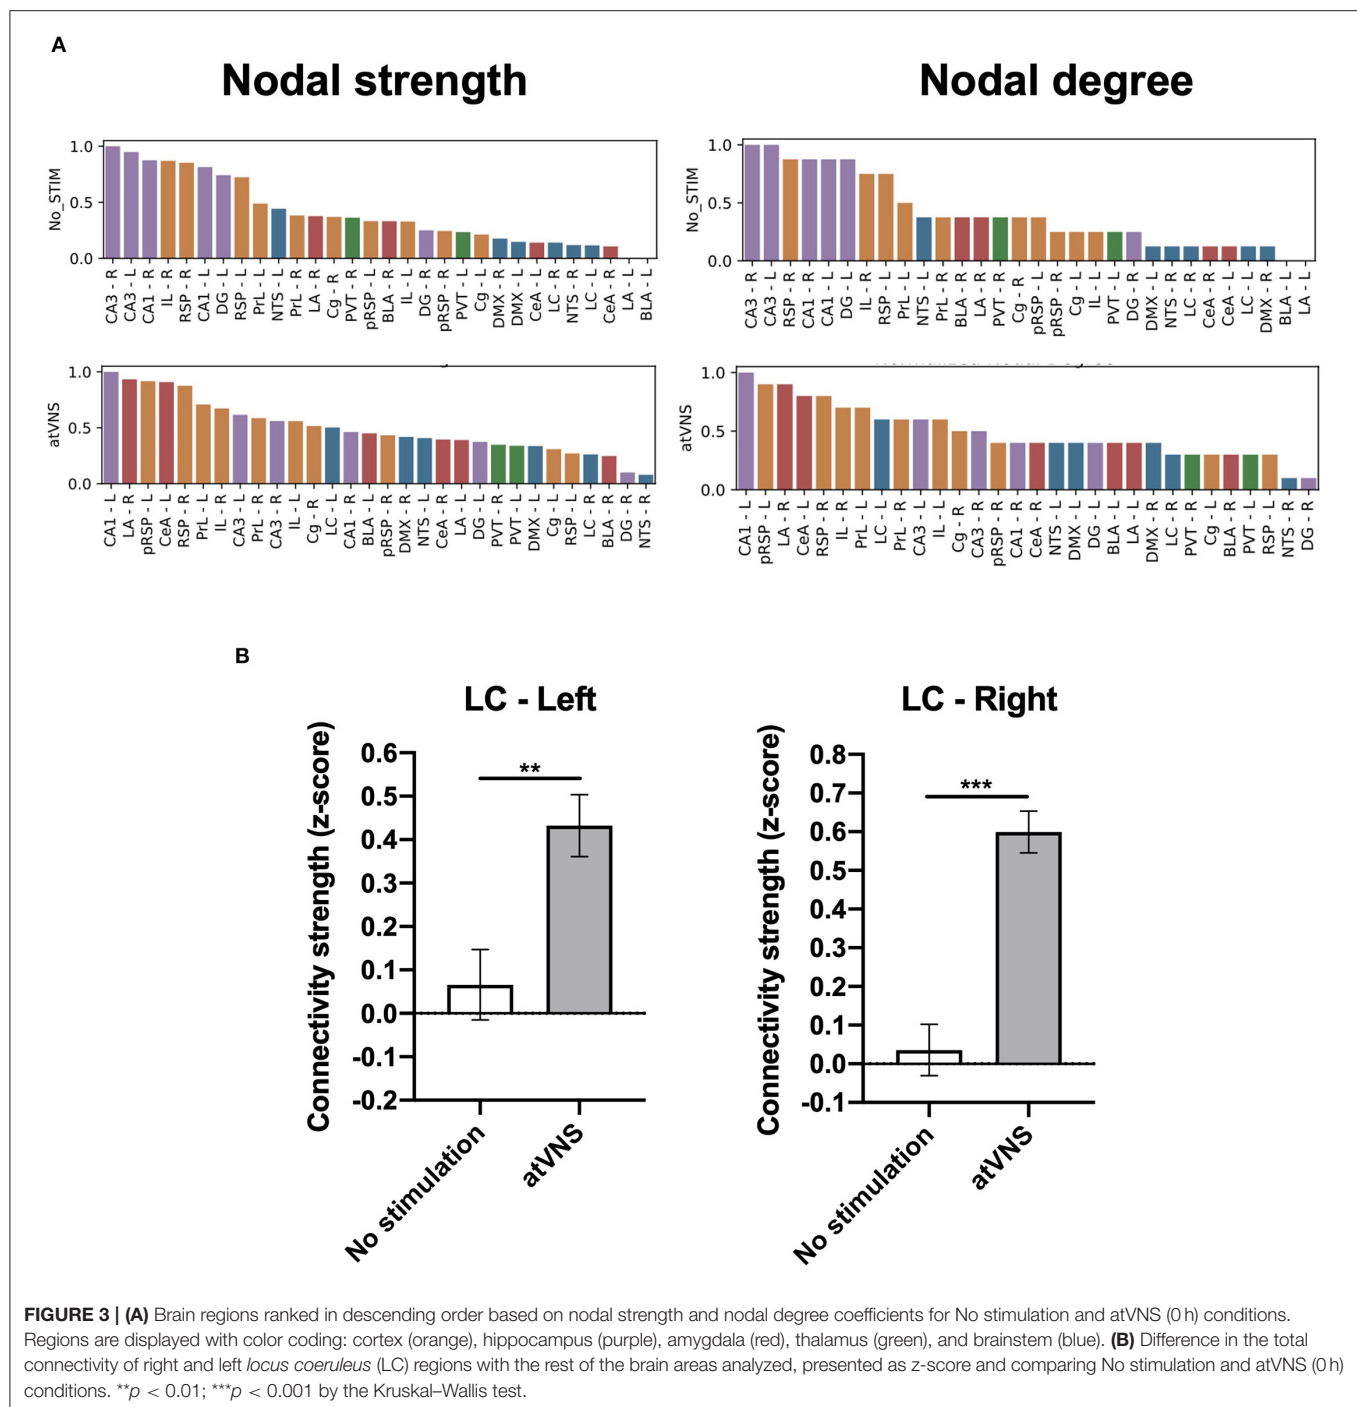 A
Nodal strength
Nodal degree
No_STIM
1.0
0.5
0.0
CA3 - R
CA3 - L
CA1 - R
IL - R
RSP - R
CA1 - L
DG - L
RSP - L
PrL - L
NTS - L
PrL - R
LA - R
Cg - R
PVT - R
pRSP - L
BLA - R
IL - L
DG - R
pRSP - R
PVT - L
Cg - L
DMX - R
DMX - L
CeA - L
LC - R
NTS - R
LC - L
CeA - R
LA - L
BLA - L
No_STIM
1.0
0.5
0.0
CA3 - R
CA3 - L
RSP - R
CA1 - R
CA1 - L
DG - L
IL - R
RSP - L
PrL - L
NTS - L
PrL - R
BLA - R
LA - R
PVT - R
Cg - R
pRSP - L
pRSP - R
Cg - L
IL - L
PVT - L
DG - R
DMX - L
NTS - R
LC - R
CeA - R
CeA - L
LC - L
DMX - R
BLA - L
LA - L
atVNS
1.0
0.5
0.0
CA1 - L
LA - R
pRSP - L
CeA - L
RSP - R
PrL - L
IL - R
CA3 - L
PrL - R
CA3 - R
IL - L
Cg - R
LC - L
CA1 - R
BLA - L
pRSP - R
DMX - R
NTS - L
CeA - R
LA - L
DG - L
PVT - R
PVT - L
DMX - L
Cg - L
RSP - L
LC - R
BLA - R
DG - R
NTS - R
atVNS
1.0
0.5
0.0
CA1 - L
pRSP - L
LA - R
CeA - L
RSP - R
IL - R
PrL - L
LC - L
PrL - R
CA3 - L
IL - L
Cg - R
CA3 - R
pRSP - R
CA1 - R
CeA - R
NTS - L
DMX - L
DG - L
BLA - L
LA - L
DMX - R
LC - R
PVT - R
Cg - L
BLA - R
PVT - L
RSP - L
NTS - R
DG - R
B
LC - Left
Connectivity strength (z-score)
0.6
0.5
0.4
0.3
0.2
0.1
0.0
-0.1
-0.2
**
No stimulation
atVNS
LC - Right
Connectivity strength (z-score)
0.8
0.7
0.6
0.5
0.4
0.3
0.2
0.1
0.0
-0.1
***
No stimulation
atVNS
FIGURE 3 | (A) Brain regions ranked in descending order based on nodal strength and nodal degree coefficients for No stimulation and atVNS (0 h) conditions.
Regions are displayed with color coding: cortex (orange), hippocampus (purple), amygdala (red), thalamus (green), and brainstem (blue). (B) Difference in the total
connectivity of right and left locus coeruleus (LC) regions with the rest of the brain areas analyzed, presented as z-score and comparing No stimulation and atVNS (0 h)
conditions. **p < 0.01; ***p < 0.001 by the Kruskal–Wallis test.